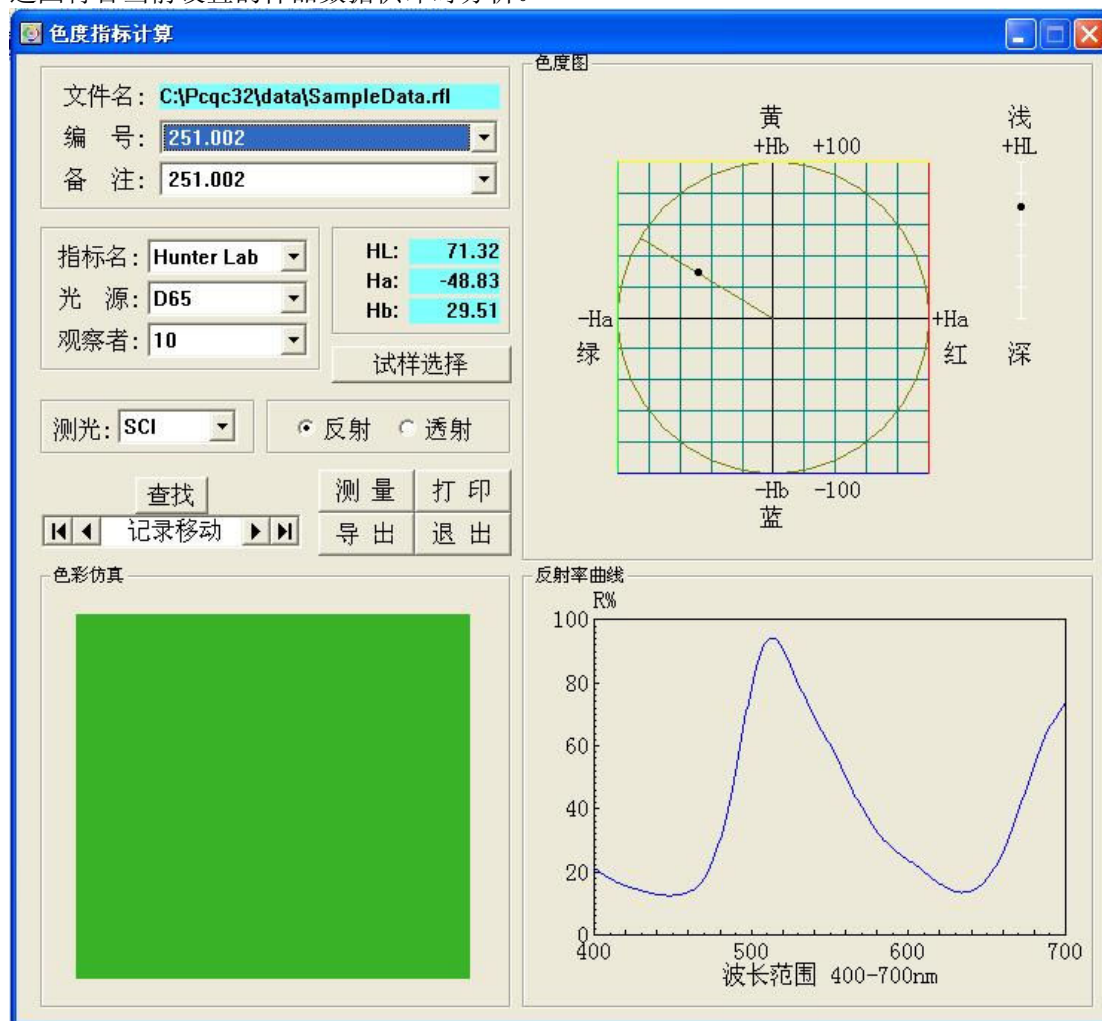 色度指标计算
文件名: C:\Pcqc32\data\SampleData.rfl
编 号: 251.002
备 注: 251.002
指标名: Hunter Lab
光 源: D65
观察者: 10
HL: 71.32
Ha: -48.83
Hb: 29.51
试样选择
测光: SCI
反射 透射
查找
记录移动
测 量 打 印
导 出 退 出
色度图
黄
+Hb +100
浅
+HL
-Ha
绿
+Ha
红
深
-Hb -100
蓝
色彩仿真
反射率曲线
R%
100
80
60
40
20
0
400 500 600 700
波长范围 400-700nm